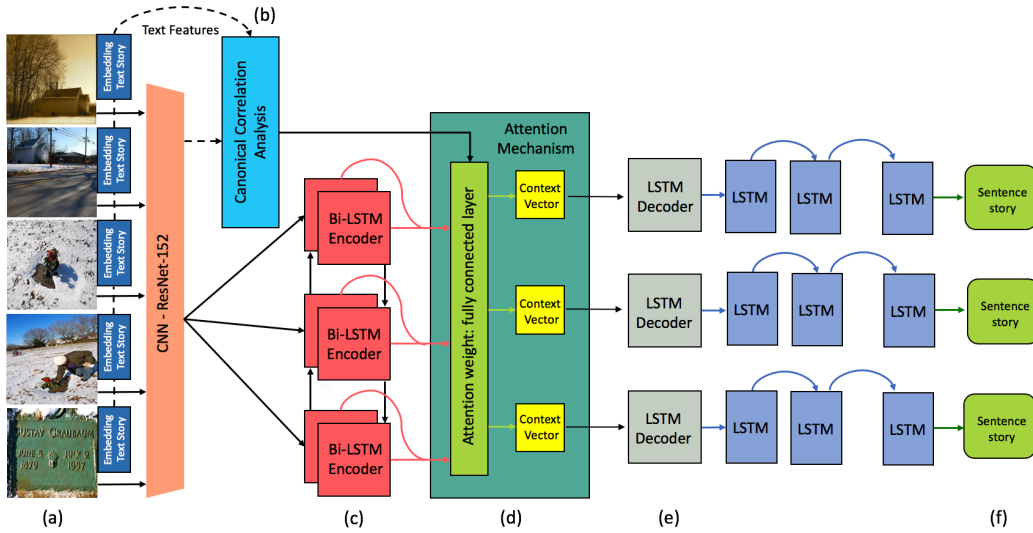 (b)
Text Features
Embedding
Text Story
Embedding
Text Story
Embedding
Text Story
Embedding
Text Story
Embedding
Text Story
GUSTAV GRAUBAUM
JUNE 3 JULY 9
1879 1957
CNN - ResNet-152
Canonical Correlation
Analysis
Bi-LSTM
Encoder
Bi-LSTM
Encoder
Bi-LSTM
Encoder
Attention
Mechanism
Attention weight: fully connected layer
Context
Vector
Context
Vector
Context
Vector
LSTM
Decoder
LSTM
LSTM
LSTM
Sentence
story
LSTM
Decoder
LSTM
LSTM
LSTM
Sentence
story
LSTM
Decoder
LSTM
LSTM
LSTM
Sentence
story
(a)
(c)
(d)
(e)
(f)